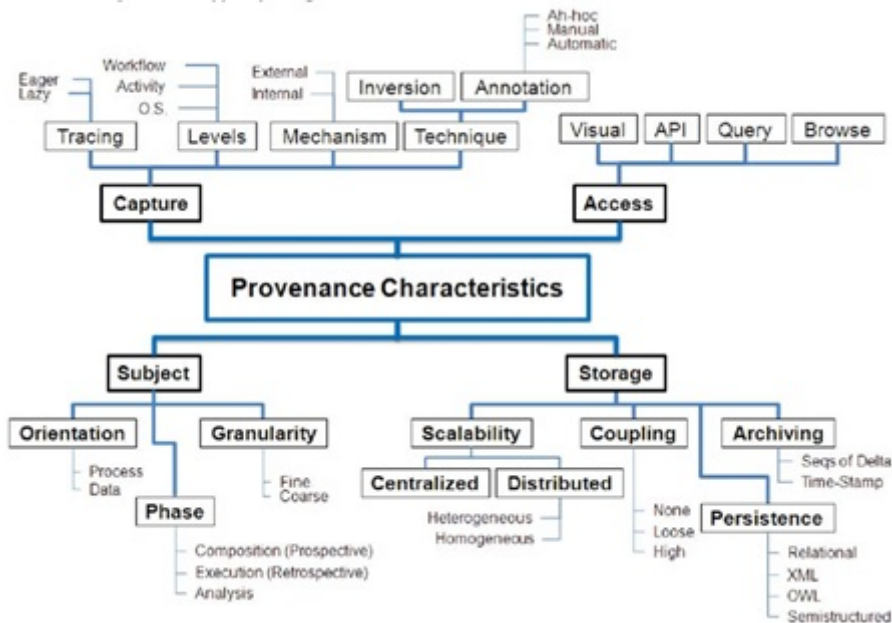 Ah-hoc
Manual
Automatic
Workflow
Activity
O.S.
External
Internal
Eager
Lazy
Inversion
Annotation
Tracing
Levels
Mechanism
Technique
Visual
API
Query
Browse
Capture
Access
Provenance Characteristics
Subject
Storage
Orientation
Granularity
Scalability
Coupling
Archiving
Process
Data
Fine
Coarse
Centralized
Distributed
Seqs of Delta
Time-Stamp
Phase
Heterogeneous
Homogeneous
None
Loose
High
Persistence
Composition (Prospective)
Execution (Retrospective)
Analysis
Relational
XML
OWL
Semistructured